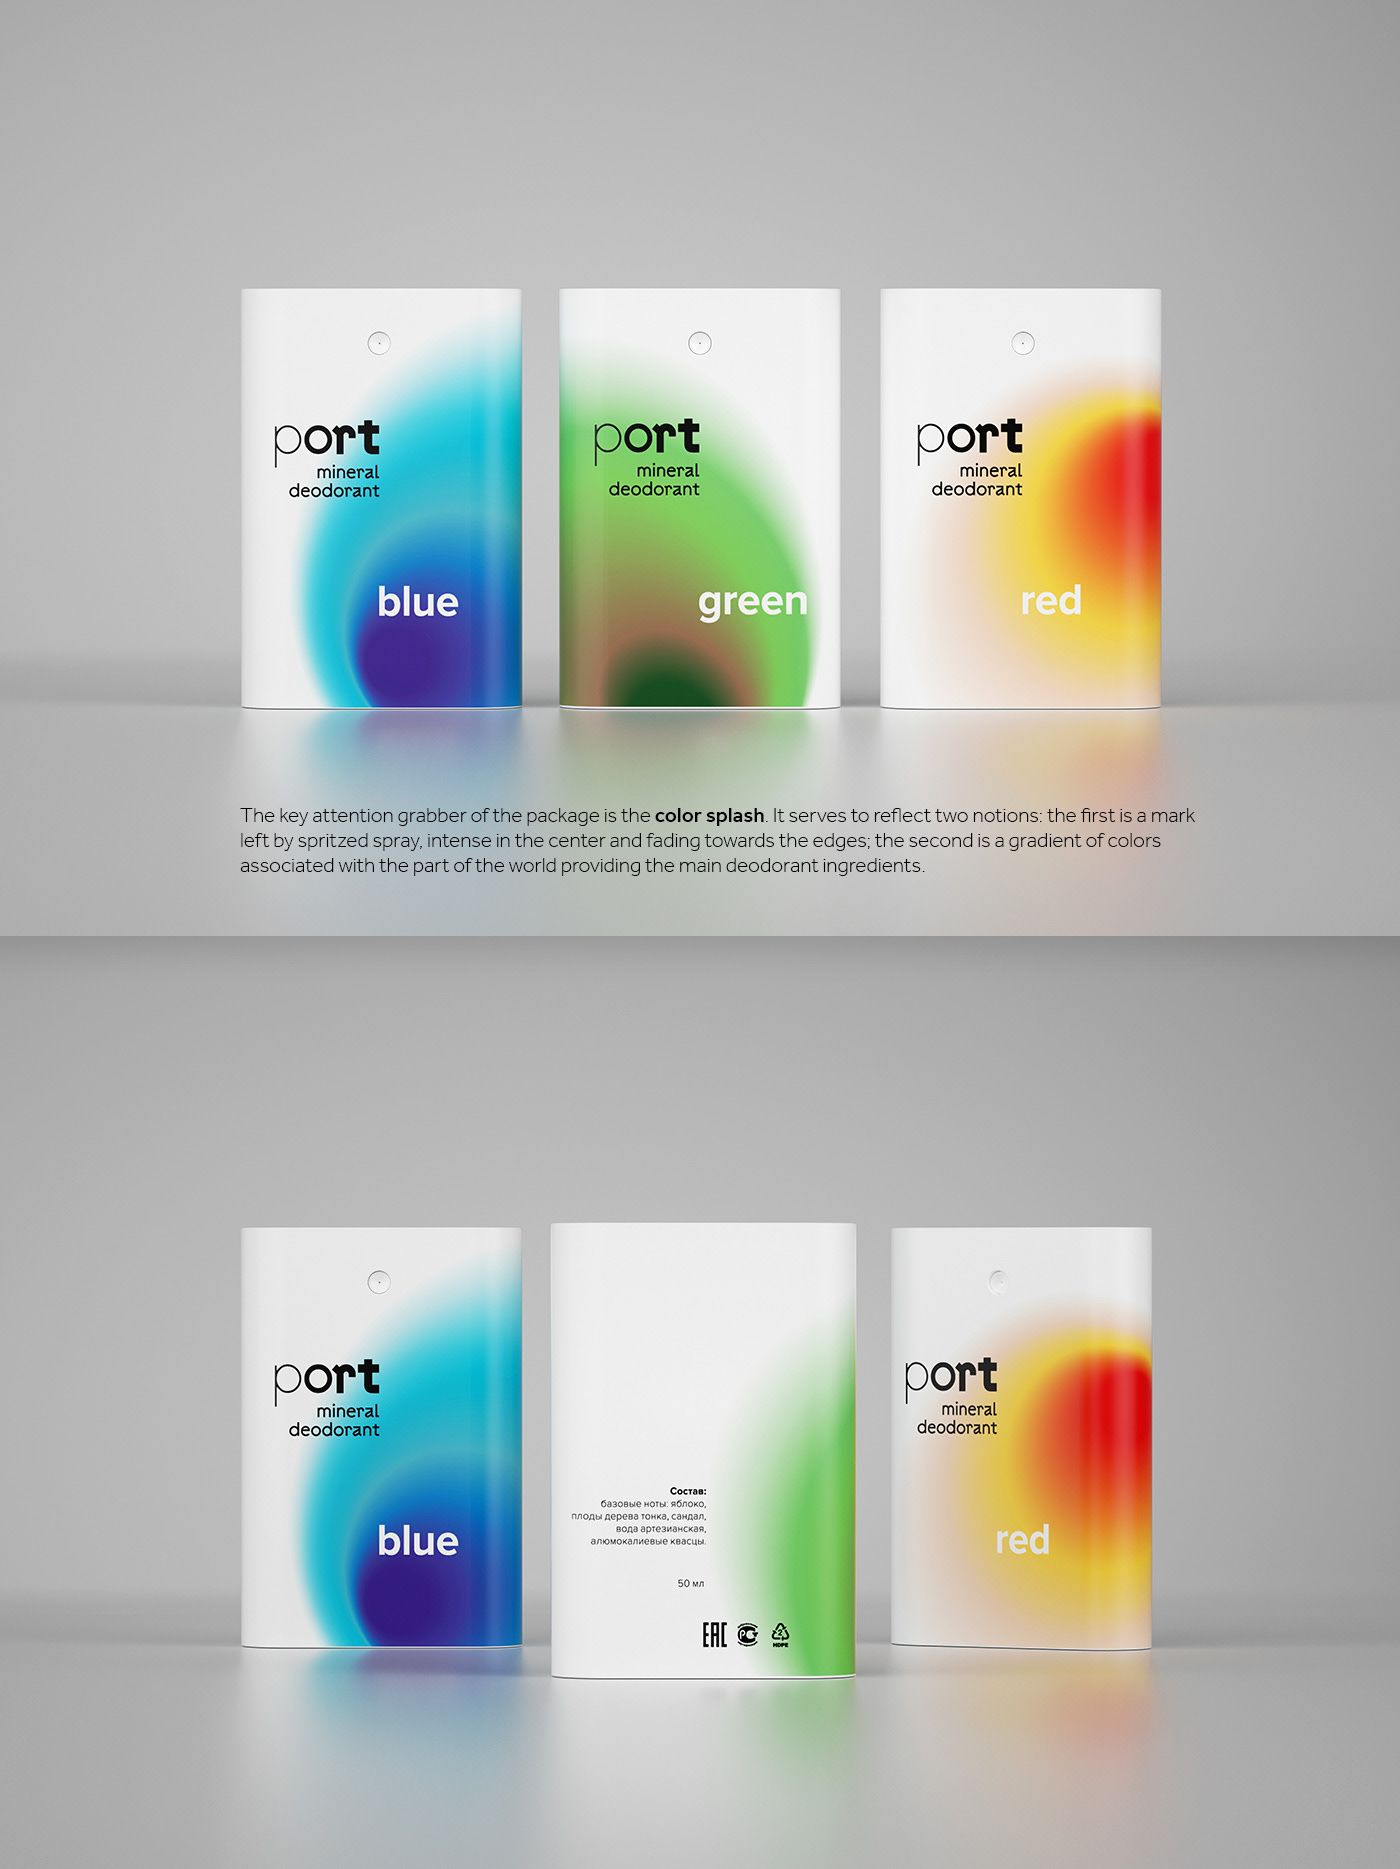 port
mineral
deodorant
blue
port
mineral
deodorant
green
port
mineral
deodorant
red
The key attention grabber of the package is the color splash. It serves to reflect two notions: the first is a mark
left by spritzed spray, intense in the center and fading towards the edges; the second is a gradient of colors
associated with the part of the world providing the main deodorant ingredients.
port
mineral
deodorant
blue
Состав:
базовые ноты: яблоко,
плоды дерева тонка, сандал,
вода артезианская,
алюмокалиевые квасцы.
50 мл
EAC
РСТ
2
HDPE
port
mineral
deodorant
red